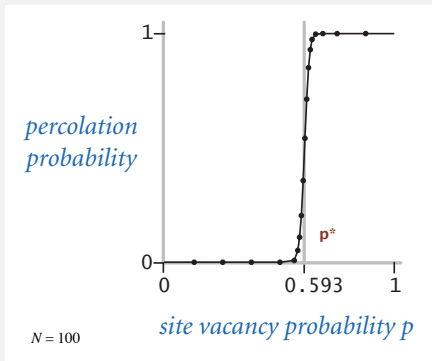 1
percolation
probability
p*
0
0 0.593 1
site vacancy probability p
N = 100